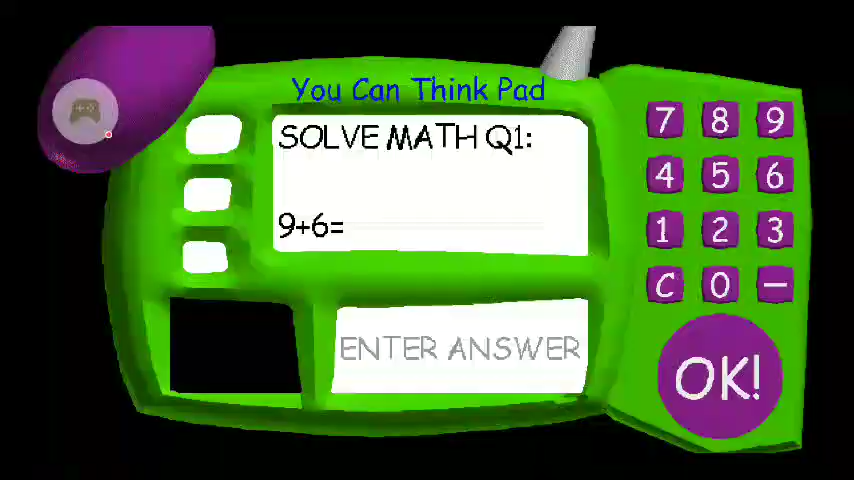 You Can Think Pad
SOLVE MATH Q1:
9+6=
ENTER ANSWER
7 8 9
4 5 6
1 2 3
C 0 —
OK!